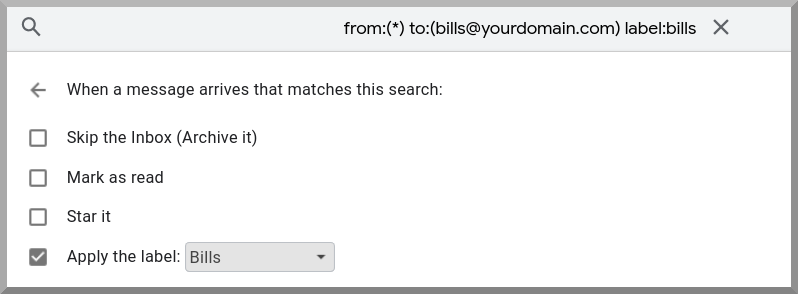 from:(*) to:(bills@yourdomain.com) label:bills
When a message arrives that matches this search:
Skip the Inbox (Archive it)
Mark as read
Star it
Apply the label: Bills